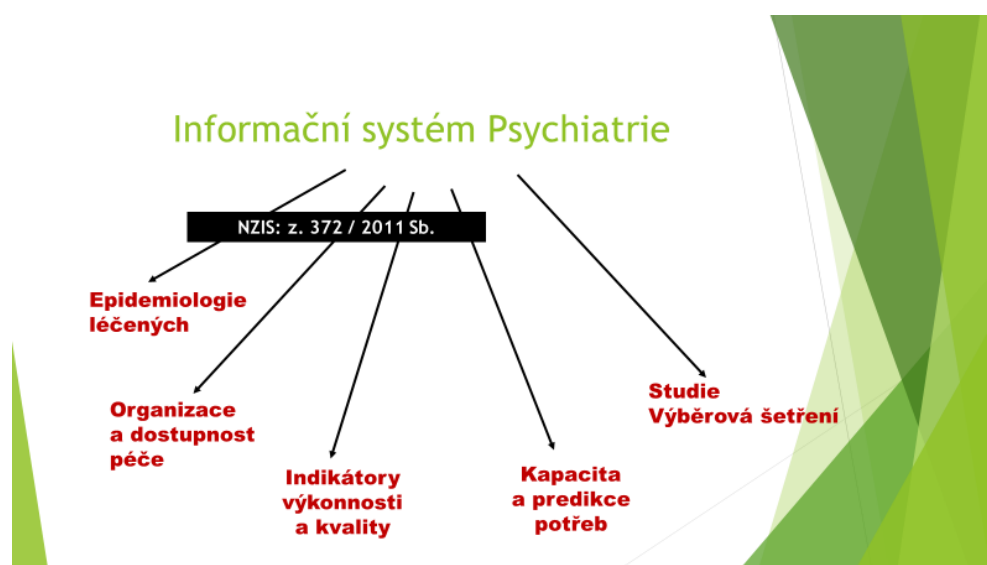 Informační systém Psychiatrie
NZIS: z. 372 / 2011 Sb.
Epidemiologie
léčených
Organizace
a dostupnost
péče
Indikátory
výkonnosti
a kvality
Kapacita
a predikce
potřeb
Studie
Výběrová šetření